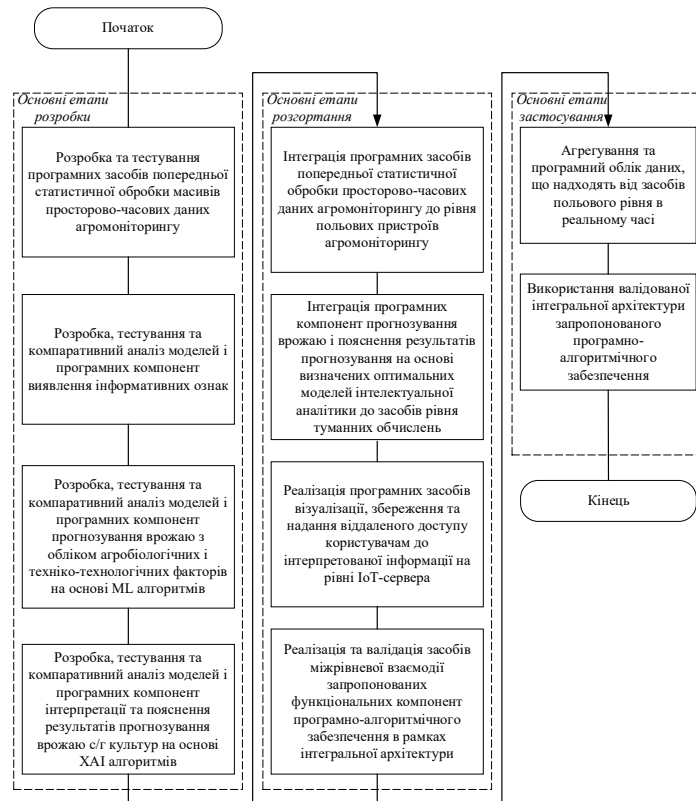 Початок
Основні етапи
розробки
Розробка та тестування
програмних засобів попередньої
статистичної обробки масивів
просторово-часових даних
агромоніторингу
Розробка, тестування та
компаративний аналіз моделей і
програмних компонент
виявлення інформативних ознак
Розробка, тестування та
компаративний аналіз моделей і
програмних компонент
прогнозування врожаю з
обліком агробіологічних і
техніко-технологічних факторів
на основі ML алгоритмів
Розробка, тестування та
компаративний аналіз моделей і
програмних компонент
інтерпретації та пояснення
результатів прогнозування
врожаю с/г культур на основі
XAI алгоритмів
Основні етапи
розгортання
Інтеграція програмних засобів
попередньої статистичної
обробки просторово-часових
даних агромоніторингу до рівня
польових пристроїв
агромоніторингу
Інтеграція програмних
компонент прогнозування
врожаю і пояснення результатів
прогнозування на основі
визначених оптимальних
моделей інтелектуальної
аналітики до засобів рівня
туманних обчислень
Реалізація програмних засобів
візуалізації, збереження та
надання віддаленого доступу
користувачам до
інтерпретованої інформації на
рівні IoT-сервера
Реалізація та валідація засобів
міжрівневої взаємодії
запропонованих
функціональних компонент
програмно-алгоритмічного
забезпечення в рамках
інтегральної архітектури
Основні етапи
застосування
Агрегування та
програмний облік даних,
що надходять від засобів
польового рівня в
реальному часі
Використання валідованої
інтегральної архітектури
запропонованого
програмно-
алгоритмічного
забезпечення
Кінець